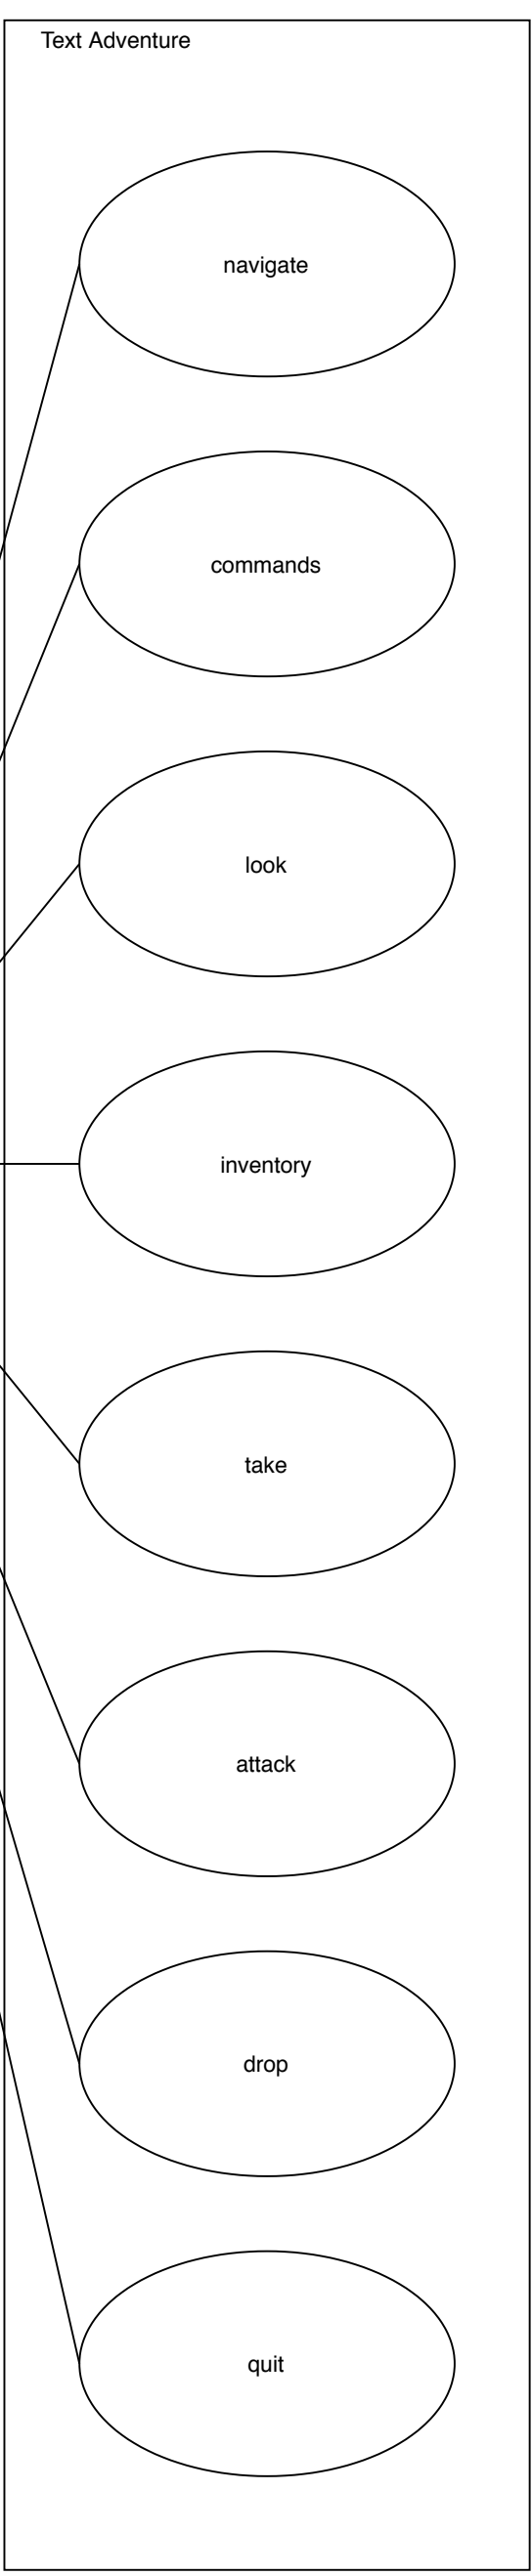 Text Adventure
navigate
commands
look
inventory
take
attack
drop
quit